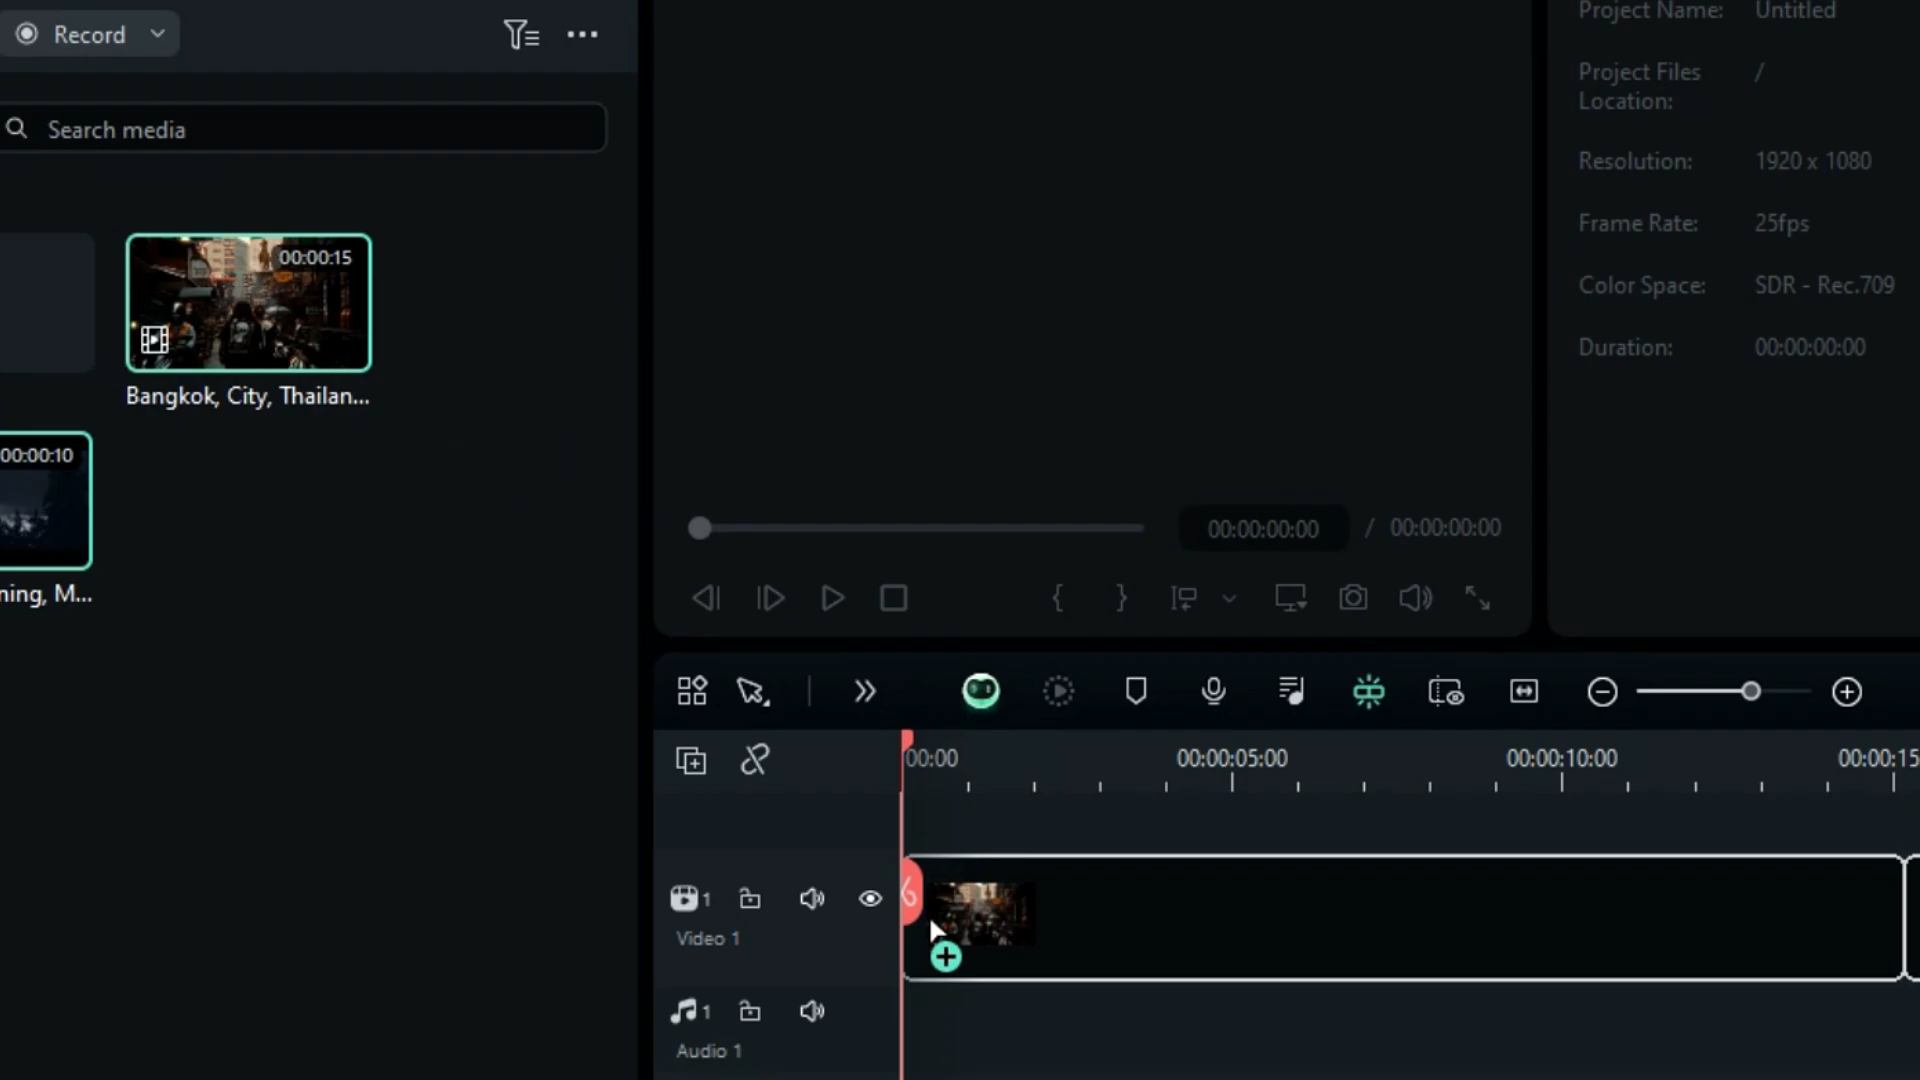 Record
Search media
00:00:15
Bangkok, City, Thailan...
00:00:10
ning, M...
00:00:00:00 / 00:00:00:00
Project Name: Untitled
Project Files Location: /
Resolution: 1920 x 1080
Frame Rate: 25fps
Color Space: SDR - Rec.709
Duration: 00:00:00:00
00:00
00:00:05:00
00:00:10:00
00:00:15
1
Video 1
6
1
Audio 1